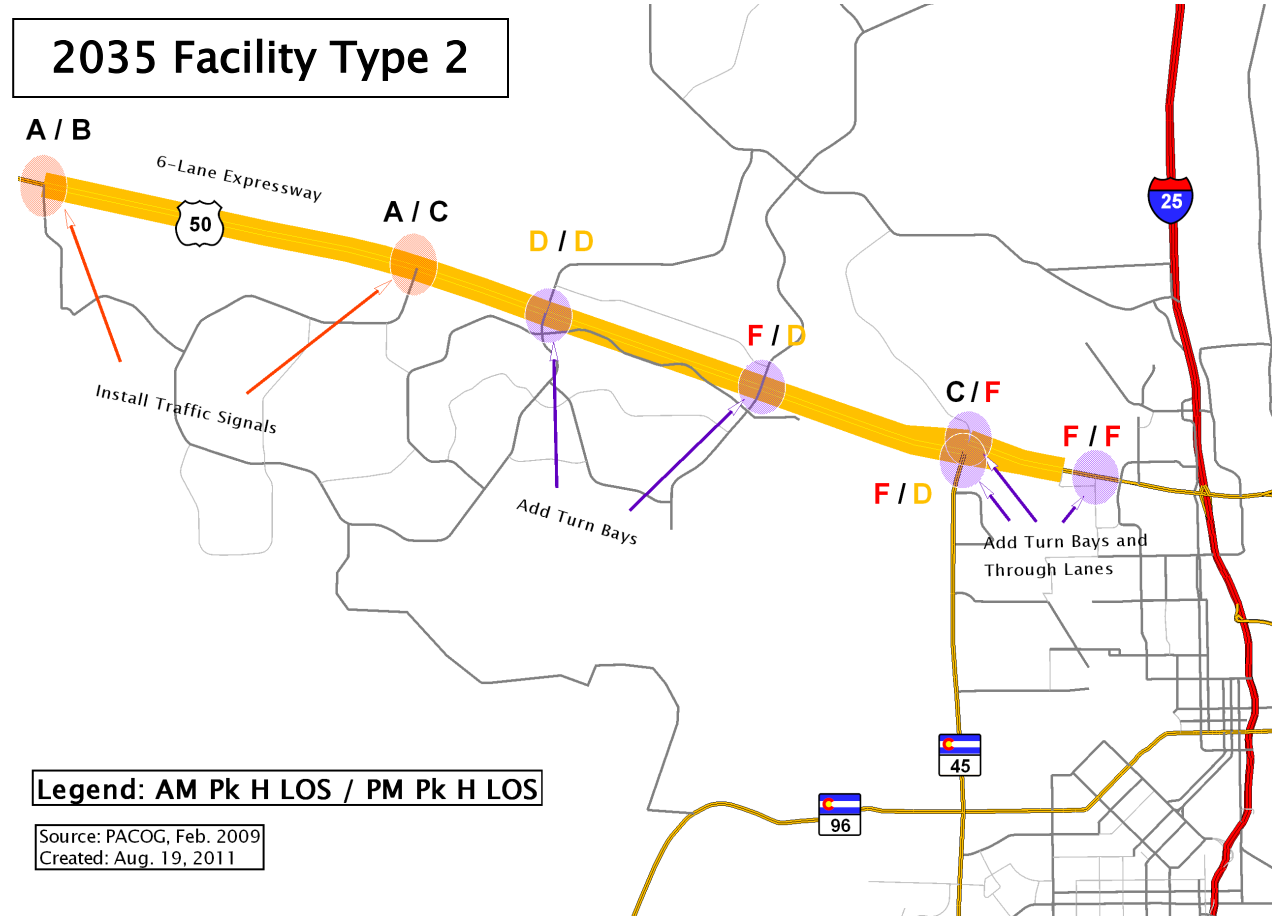 2035 Facility Type 2
A / B
6-Lane Expressway
50
A / C
D / D
25
F / D
C / F
F / F
Install Traffic Signals
F / D
Add Turn Bays
Add Turn Bays and
Through Lanes
45
96
Legend: AM Pk H LOS / PM Pk H LOS
Source: PACOG, Feb. 2009
Created: Aug. 19, 2011